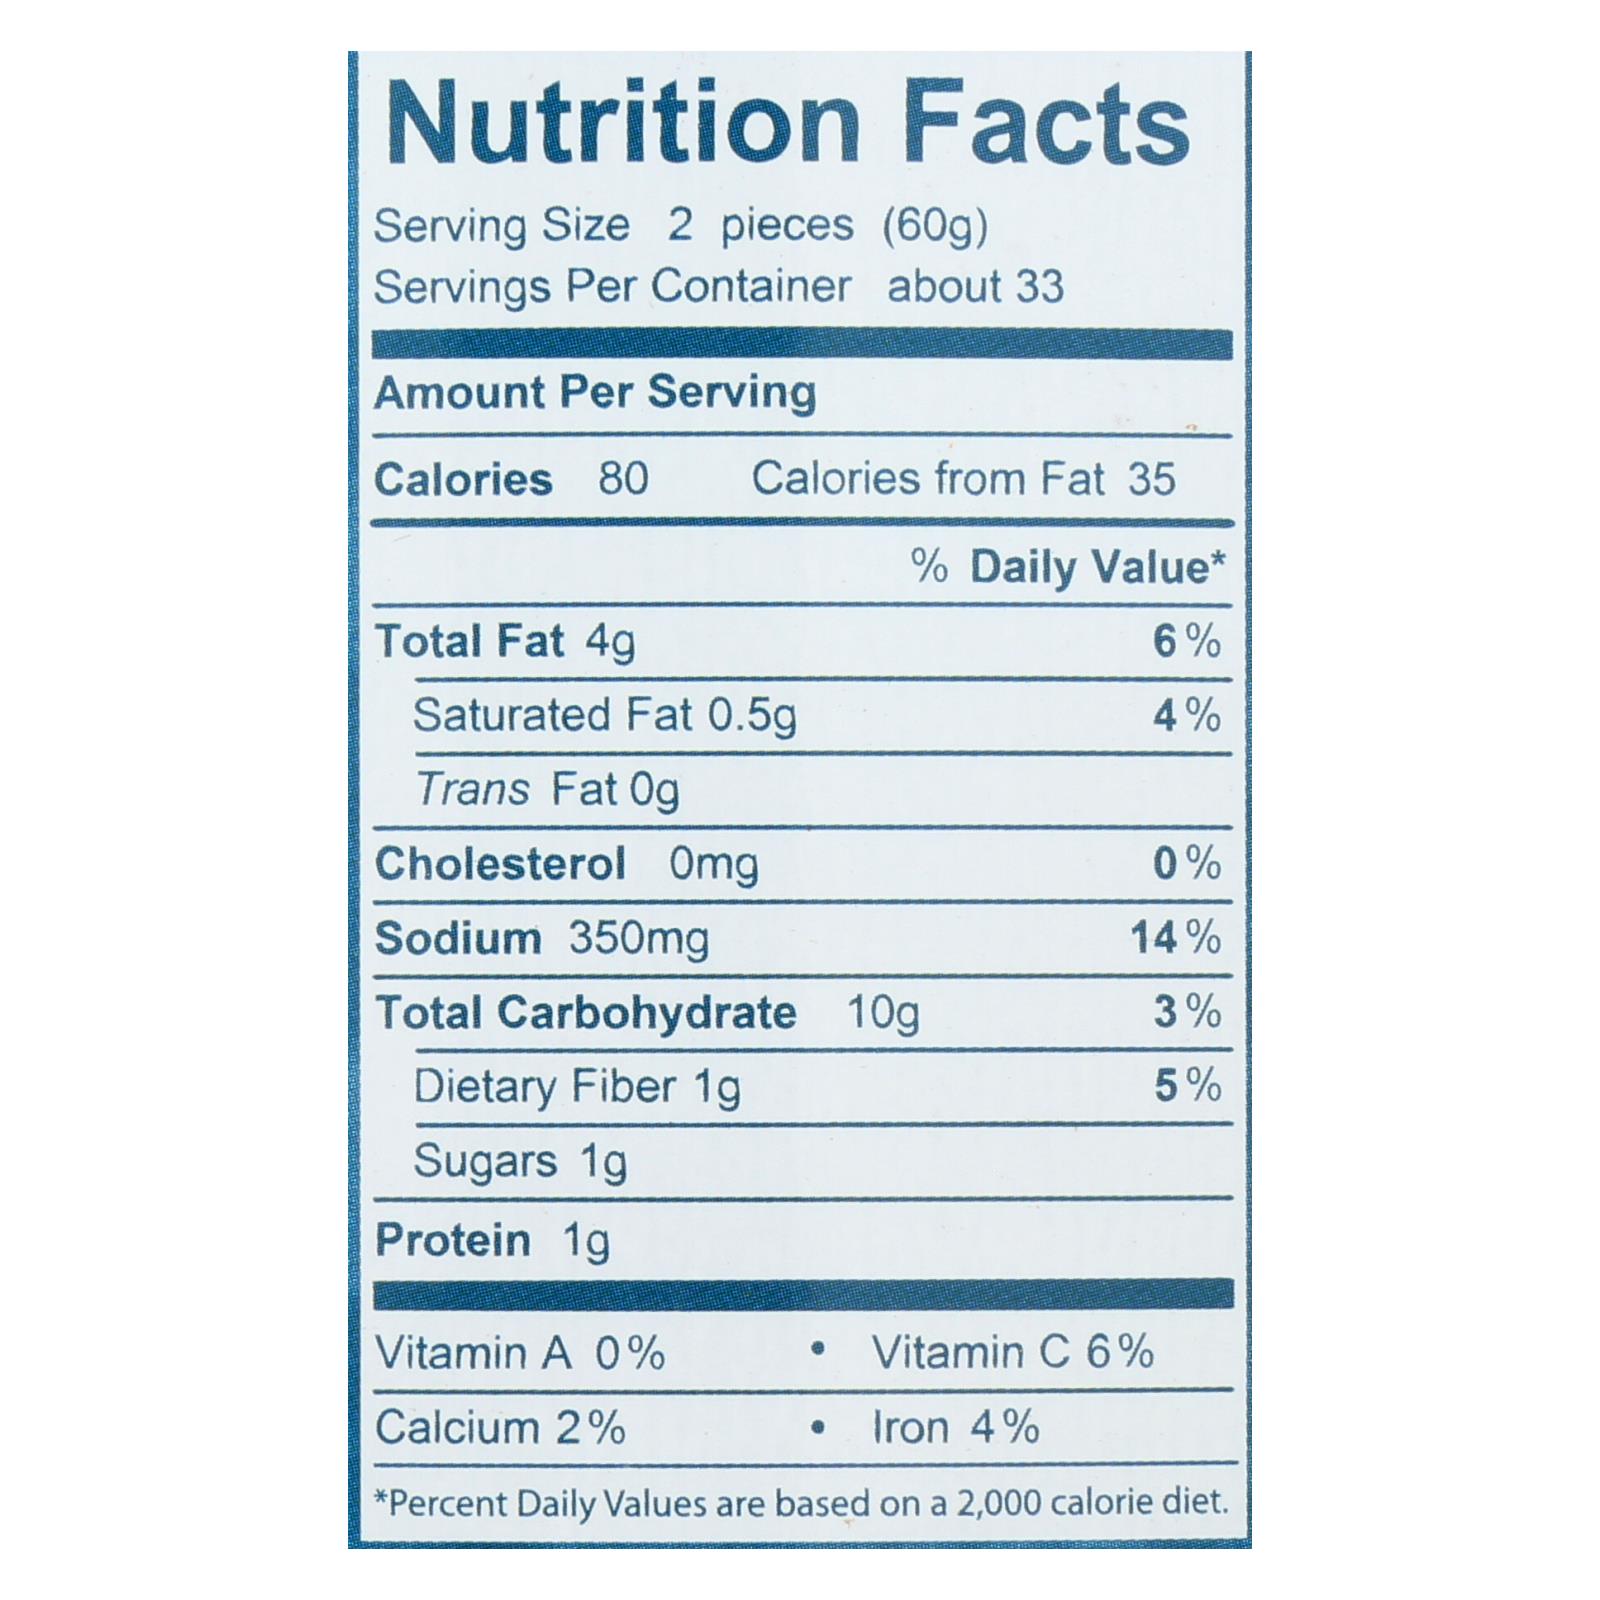 Nutrition Facts
Serving Size 2 pieces (60g)
Servings Per Container about 33
Amount Per Serving
Calories 80 Calories from Fat 35
% Daily Value*
Total Fat 4g 6%
Saturated Fat 0.5g 4%
Trans Fat 0g
Cholesterol 0mg 0%
Sodium 350mg 14%
Total Carbohydrate 10g 3%
Dietary Fiber 1g 5%
Sugars 1g
Protein 1g
Vitamin A 0% • Vitamin C 6%
Calcium 2% • Iron 4%
*Percent Daily Values are based on a 2,000 calorie diet.